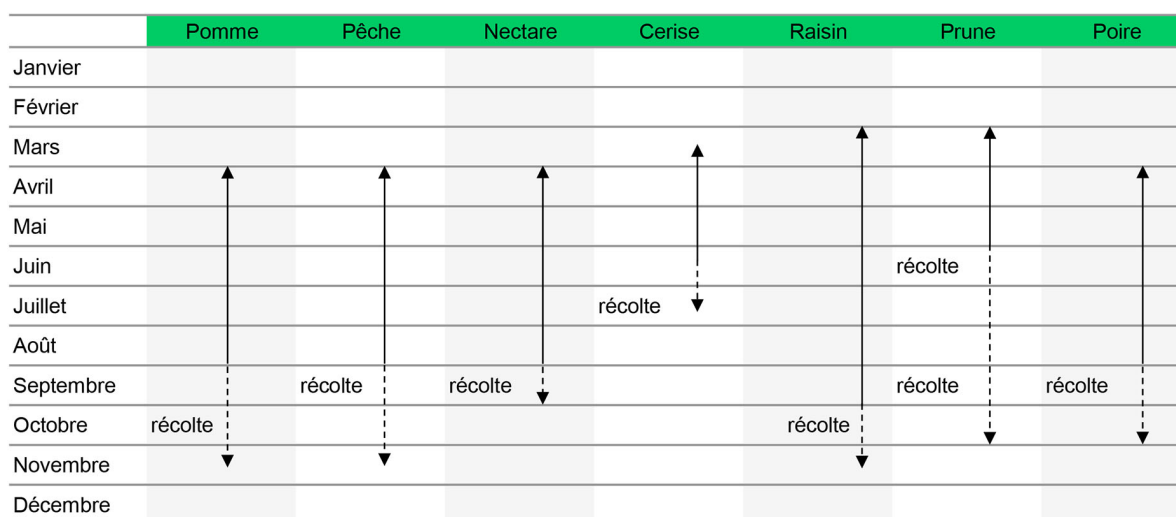 Pomme Pêche Nectare Cerise Raisin Prune Poire
Janvier
Février
Mars
Avril
Mai
Juin récolte
Juillet récolte
Août
Septembre récolte récolte récolte récolte
Octobre récolte récolte
Novembre
Décembre